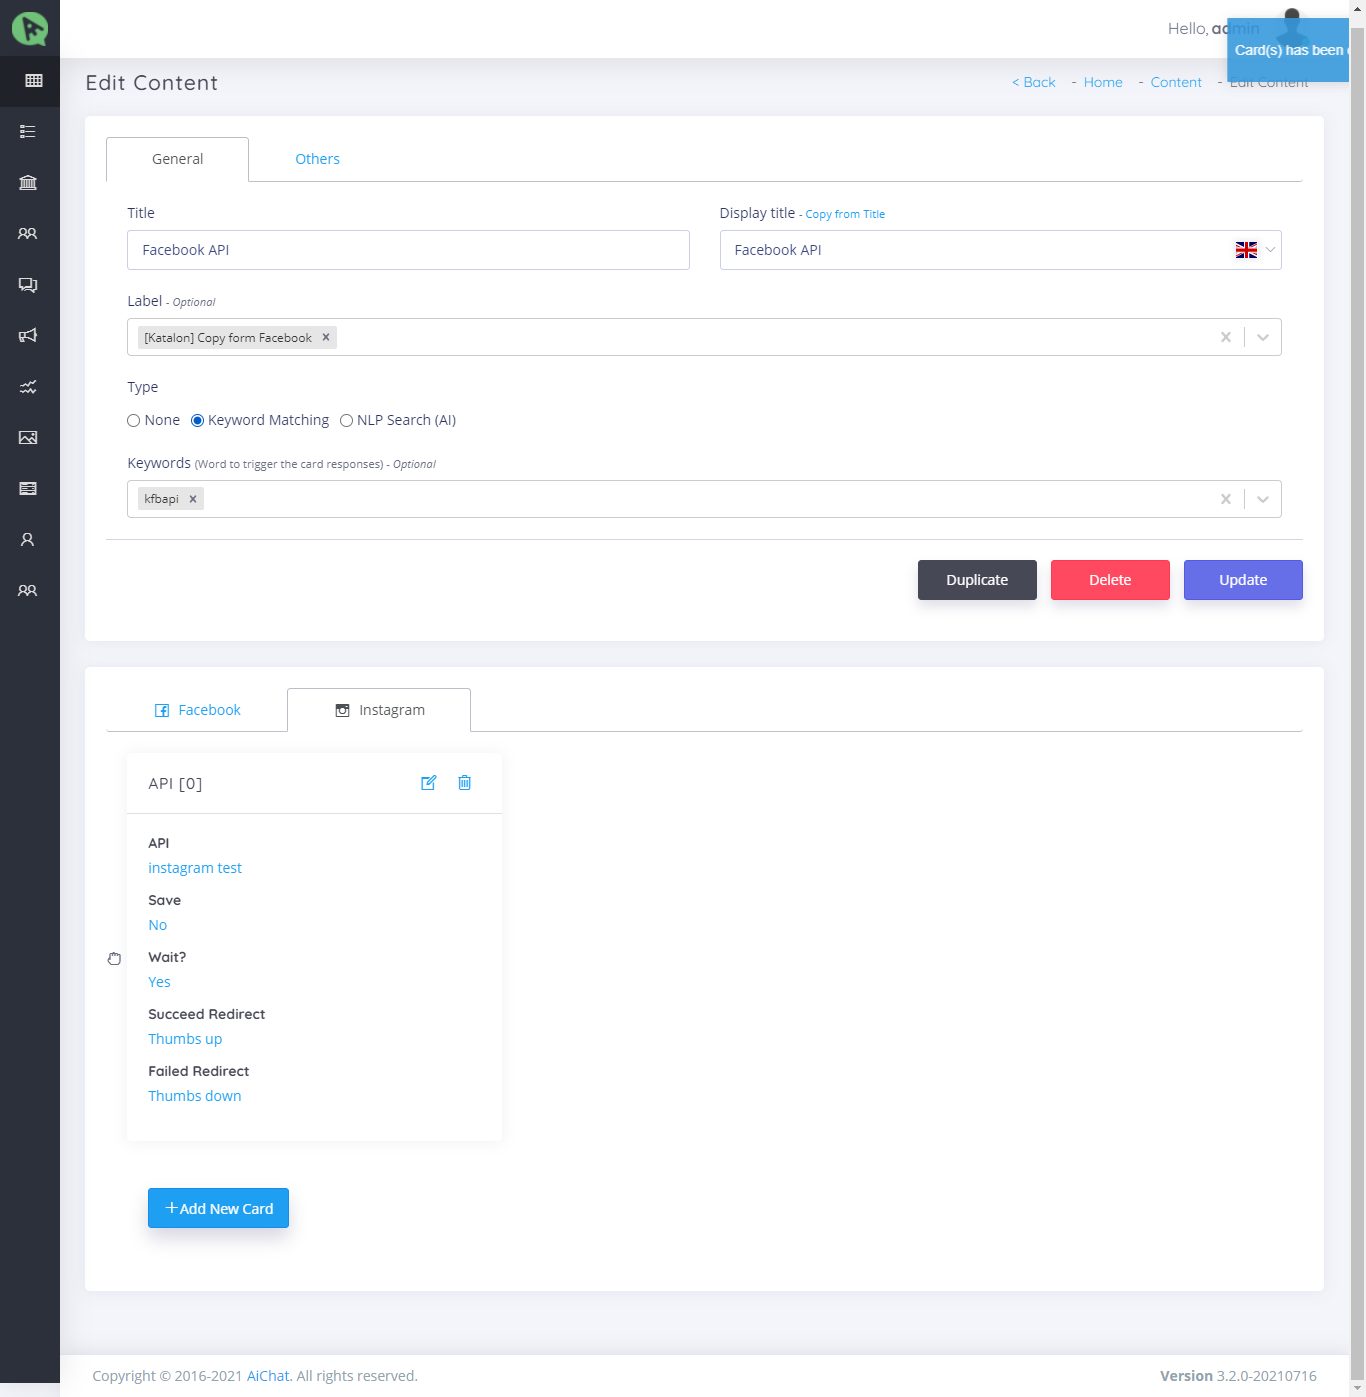 Hello, admin
Card(s) has been
Edit Content
< Back - Home - Content - Edit Content
General
Others
Title
Display title - Copy from Title
Facebook API
Facebook API
Label - Optional
[Katalon] Copy form Facebook ×
Type
None
Keyword Matching
NLP Search (AI)
Keywords (Word to trigger the card responses) - Optional
kfbapi ×
Duplicate
Delete
Update
Facebook
Instagram
API [0]
API
instagram test
Save
No
Wait?
Yes
Succeed Redirect
Thumbs up
Failed Redirect
Thumbs down
+Add New Card
Copyright © 2016-2021 AiChat. All rights reserved.
Version 3.2.0-20210716